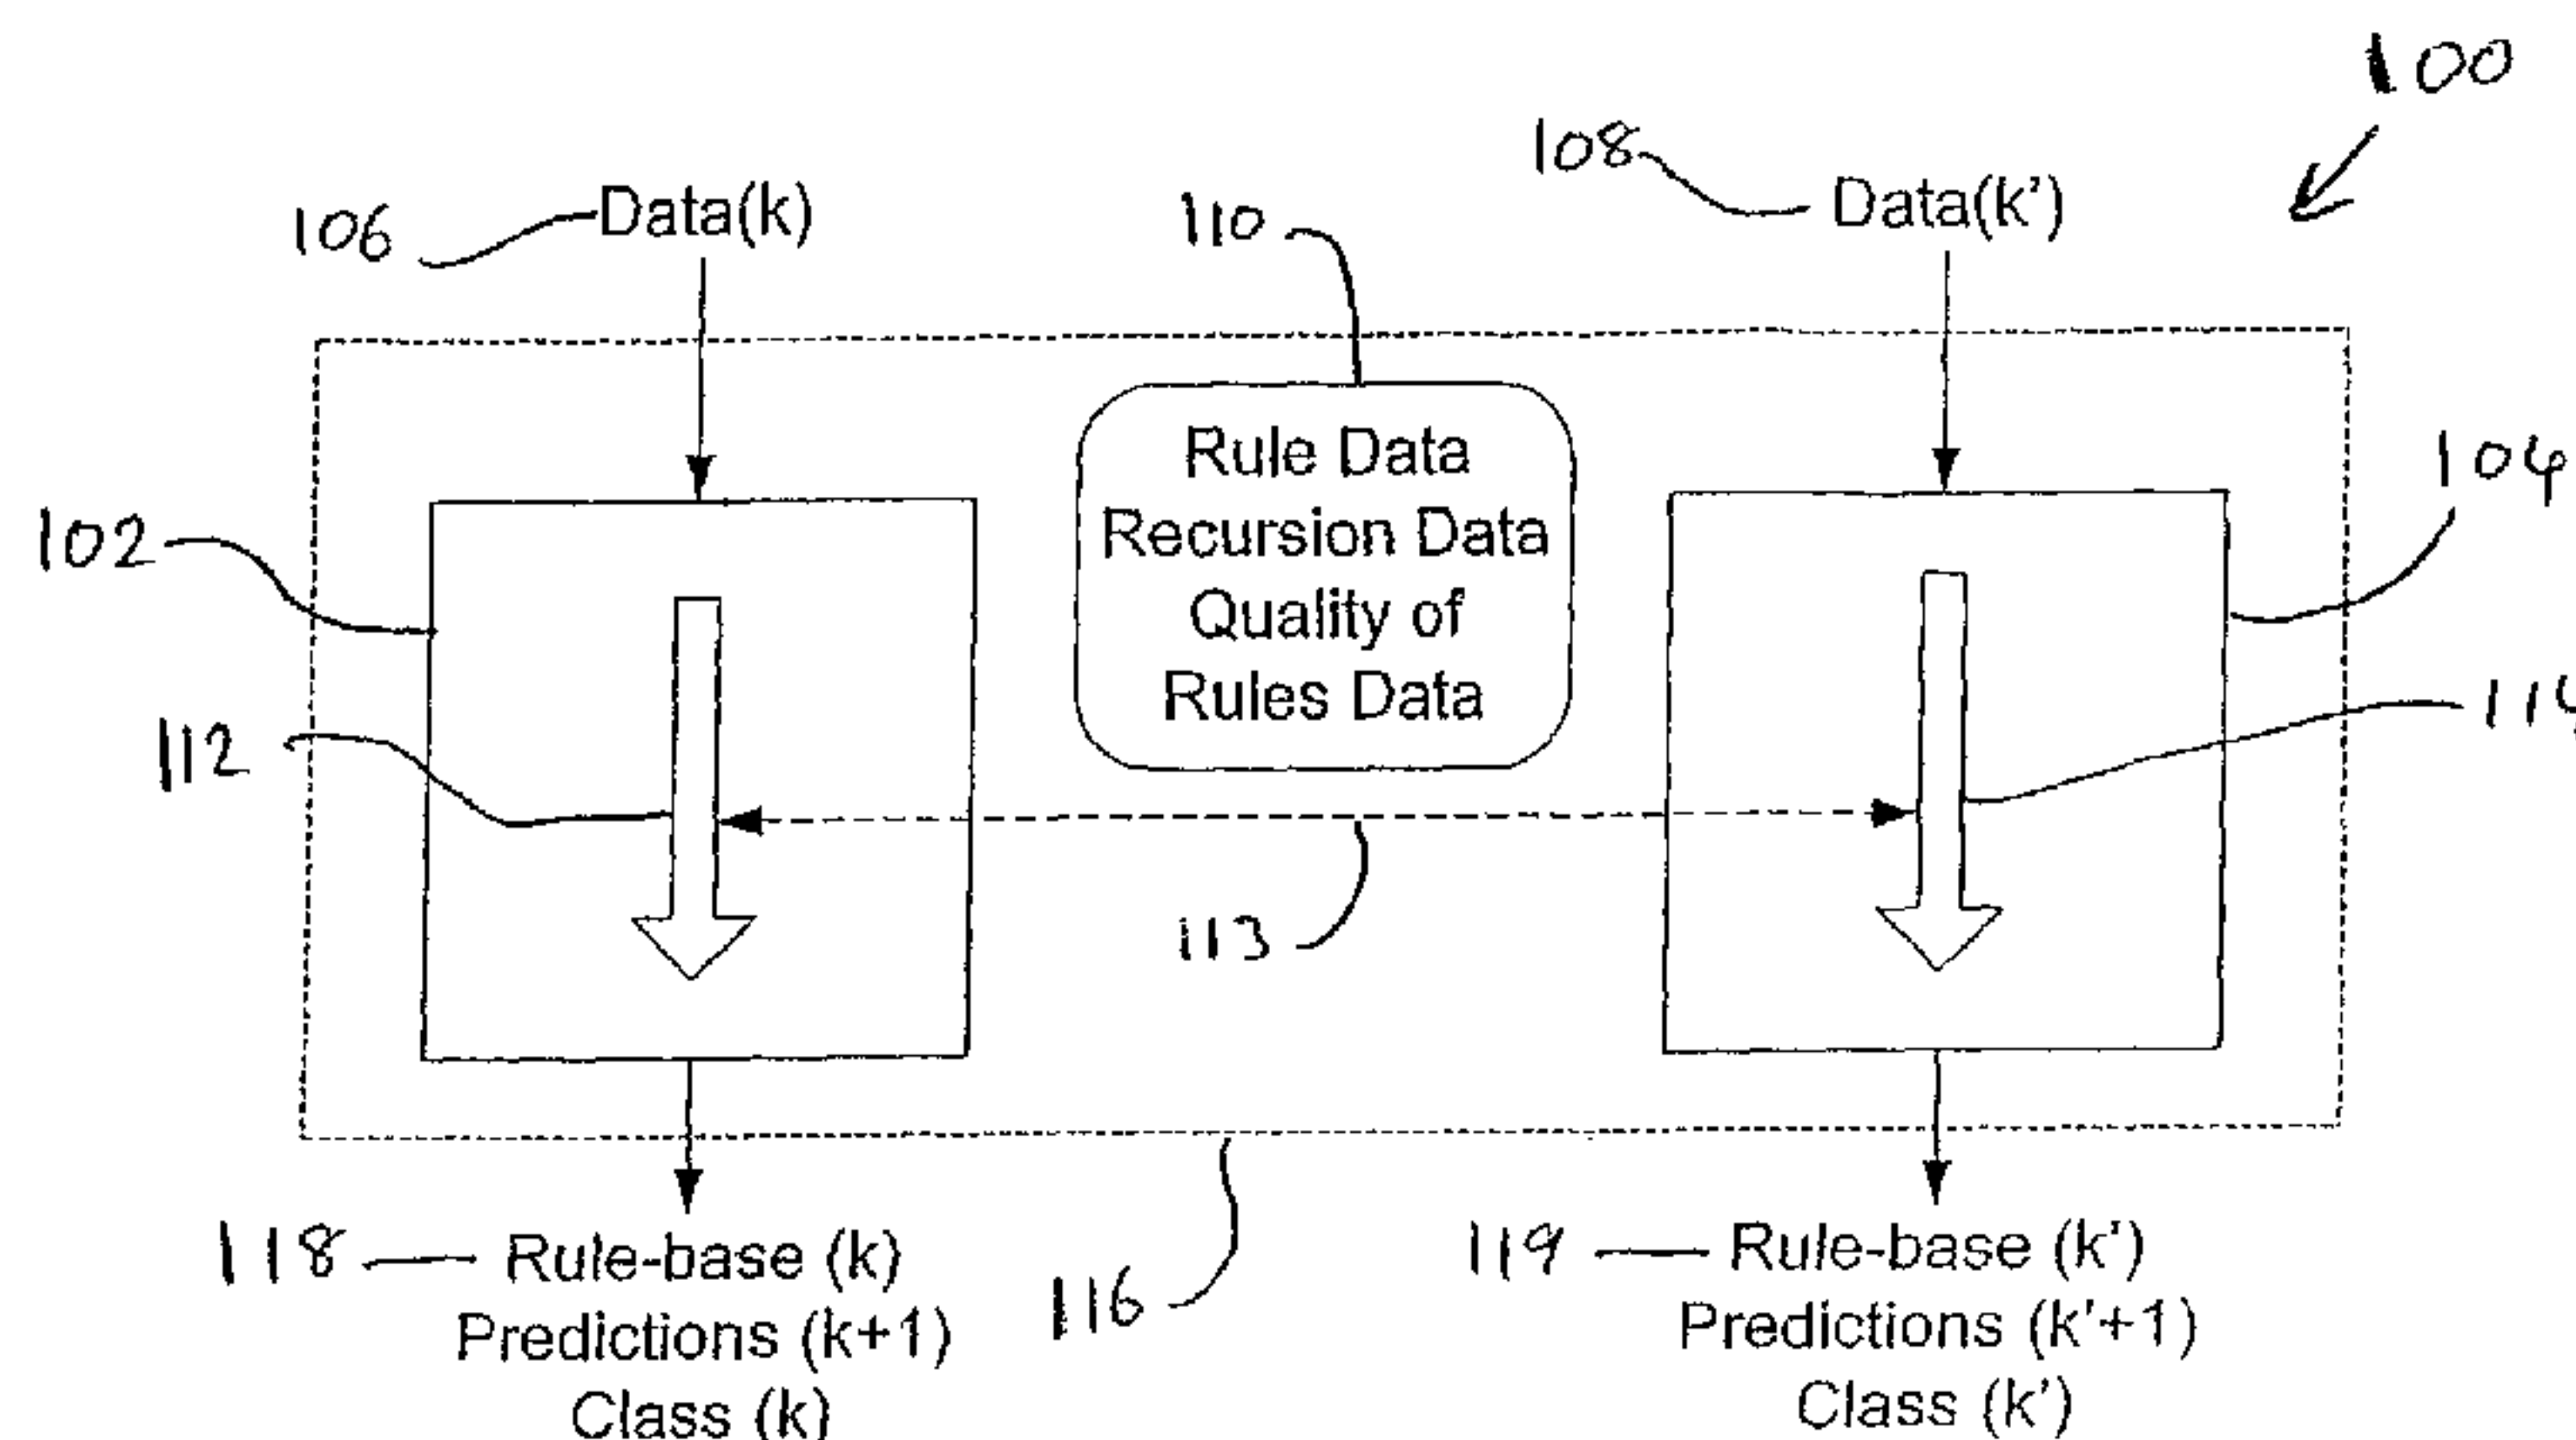 100
108
106
Data(k)
110
Data(k')
Rule Data
Recursion Data
Quality of
Rules Data
104
102
112
113
118
Rule-base (k)
Predictions (k+1)
Class (k)
116
119
Rule-base (k')
Predictions (k'+1)
Class (k')